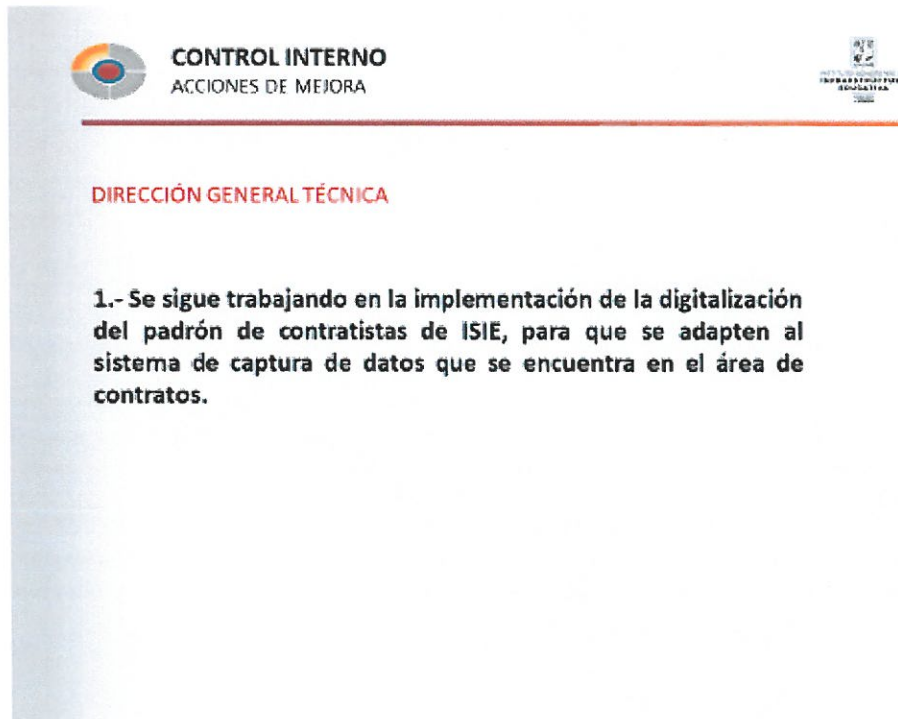 CONTROL INTERNO
ACCIONES DE MEJORA
INFRAESTRUCTURA
EDUCATIVA
DIRECCIÓN GENERAL TÉCNICA
1.- Se sigue trabajando en la implementación de la digitalización
del padrón de contratistas de ISIE, para que se adapten al
sistema de captura de datos que se encuentra en el área de
contratos.